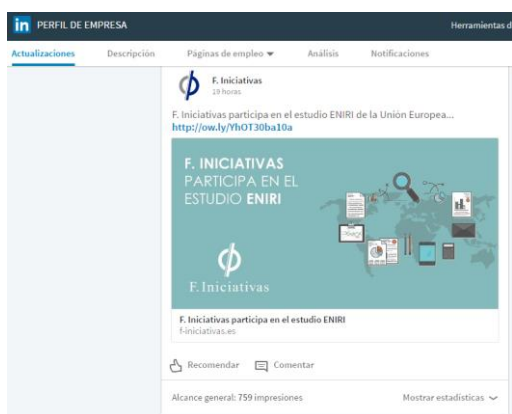 in PERFIL DE EMPRESA Herramientas d
Actualizaciones Descripción Páginas de empleo Análisis Notificaciones
F. Iniciativas
19 horas
F. Iniciativas participa en el estudio ENIRI de la Unión Europea...
http://ow.ly/YhOT30ba10a
F. INICIATIVAS
PARTICIPA EN EL
ESTUDIO ENIRI
F.Iniciativas
F. Iniciativas participa en el estudio ENIRI
f-iniciativas.es
Recomendar Comentar
Alcance general: 759 impresiones Mostrar estadísticas